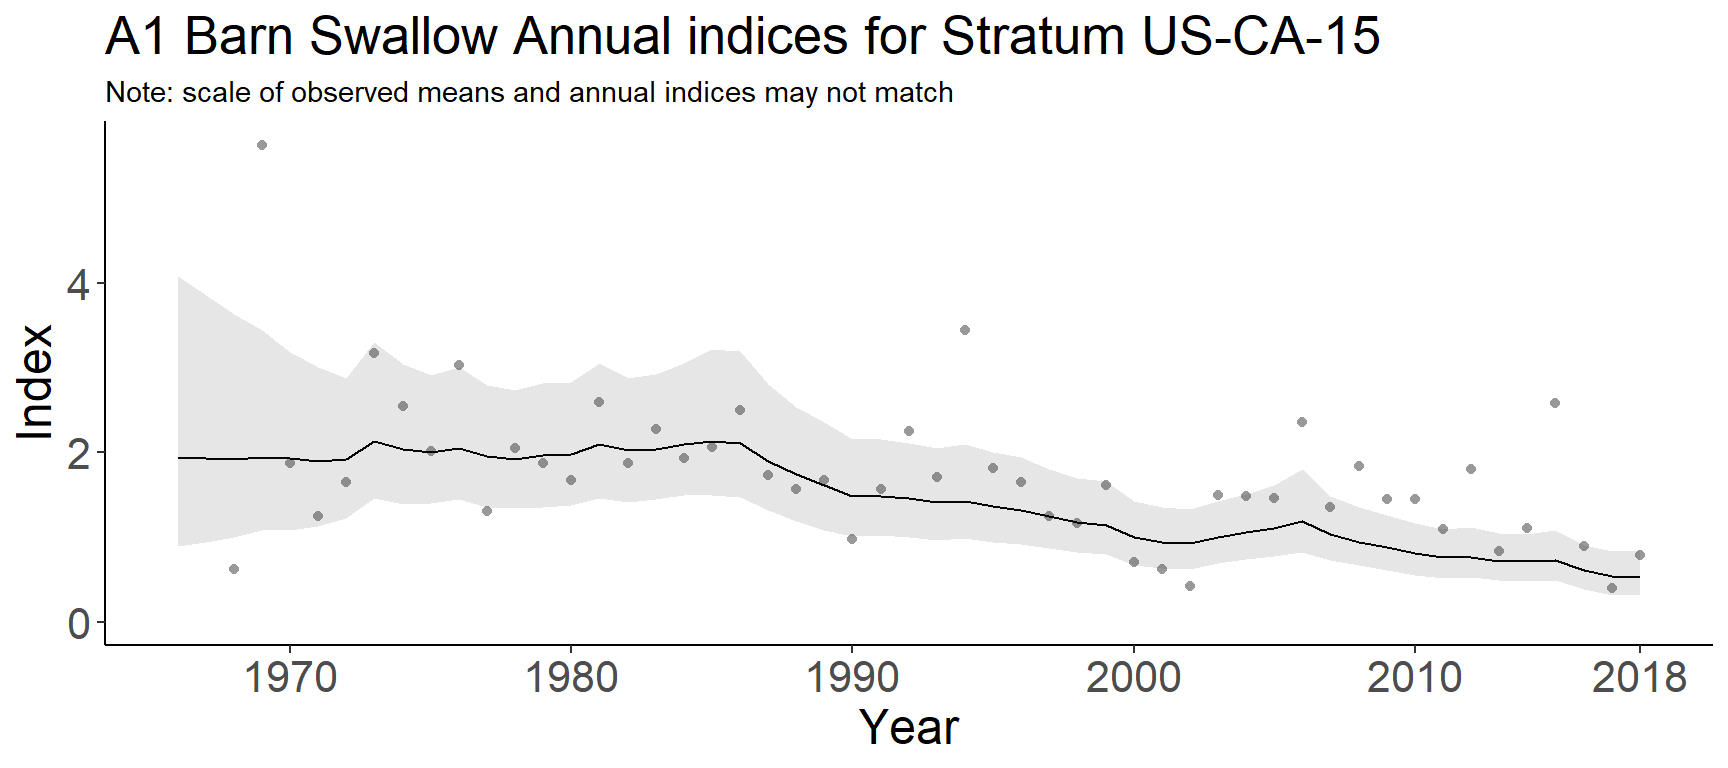 A1 Barn Swallow Annual indices for Stratum US-CA-15
Note: scale of observed means and annual indices may not match
Index
4
2
0
1970 1980 1990 2000 2010 2018
Year